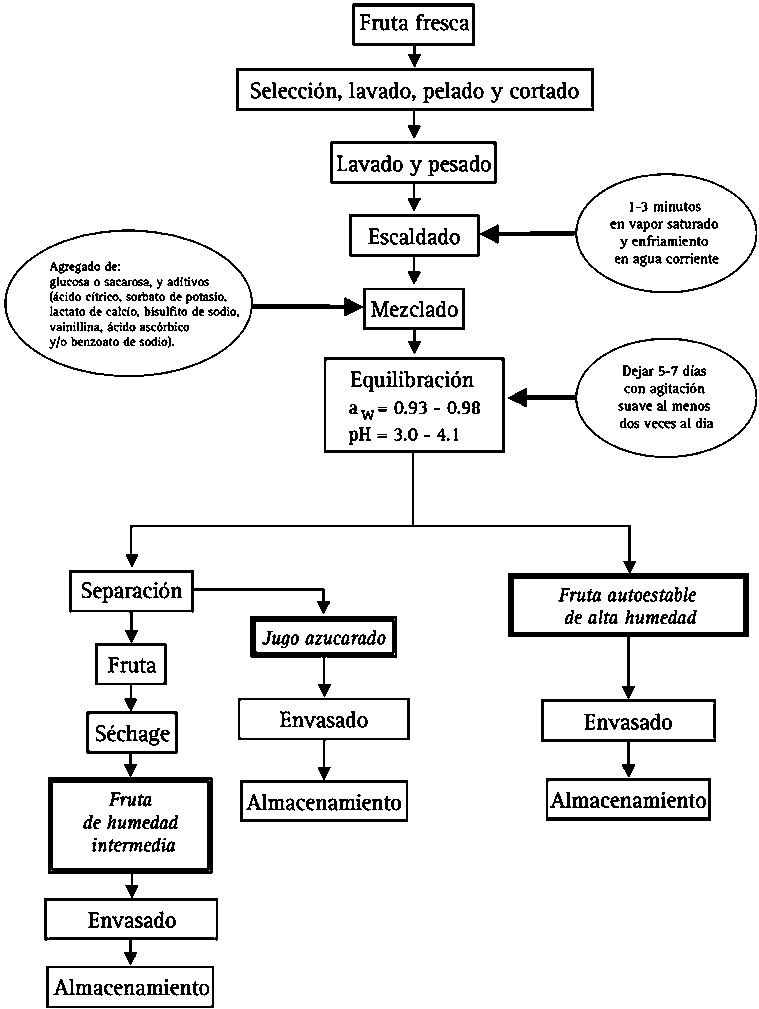 Fruta fresca
Selección, lavado, pelado y cortado
Lavado y pesado
1-3 minutos
en vapor saturado
y enfriamiento
en agua corriente
Escaldado
Agregado de:
glucosa o sacarosa, y aditivos
(ácido cítrico, sorbato de potasio,
lactato de calcio, bisulfito de sodio,
vainillina, ácido ascórbico
y/o benzoato de sodio).
Mezclado
Equilibración
a w = 0.93 - 0.98
pH = 3.0 - 4.1
Dejar 5-7 días
con agitación
suave al menos
dos veces al dia
Separación
Jugo azucarado
Fruta autoestable
de alta humedad
Fruta
Envasado
Envasado
Séchage
Almacenamiento
Almacenamiento
Fruta
de humedad
intermedia
Envasado
Almacenamiento